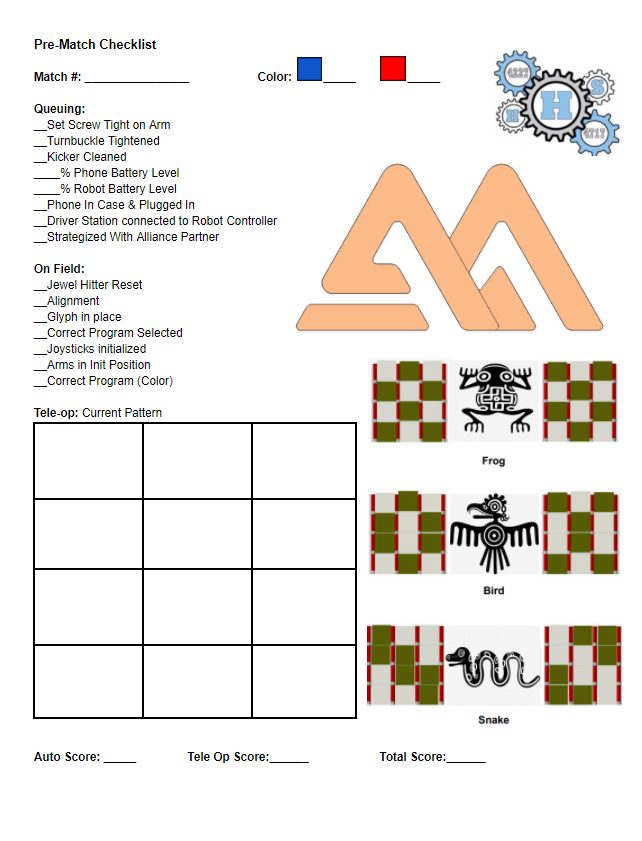 Pre-Match Checklist
Match #: ________________ Color: _____ _____
4227
H
S
H
4717
Queuing:
__Set Screw Tight on Arm
__Turnbuckle Tightened
__Kicker Cleaned
____% Phone Battery Level
____% Robot Battery Level
__Phone In Case & Plugged In
__Driver Station connected to Robot Controller
__Strategized With Alliance Partner
On Field:
__Jewel Hitter Reset
__Alignment
__Glyph in place
__Correct Program Selected
__Joysticks initialized
__Arms in Init Position
__Correct Program (Color)
Tele-op: Current Pattern
Frog
Bird
Snake
Auto Score: _____ Tele Op Score:______ Total Score:______